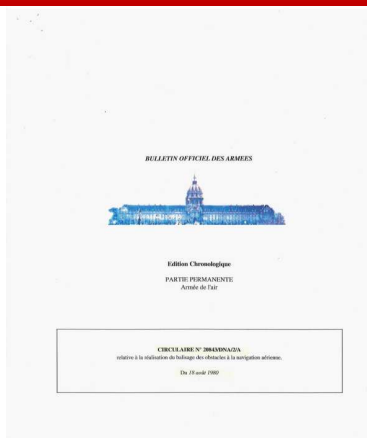 BULLETIN OFFICIEL DES ARMEES
Edition Chronologique
PARTIE PERMANENTE
Armée de l'air
CIRCULAIRE N° 20843/DNA/2/A
relative à la réalisation du balisage des obstacles à la navigation aérienne.
Du 18 août 1980